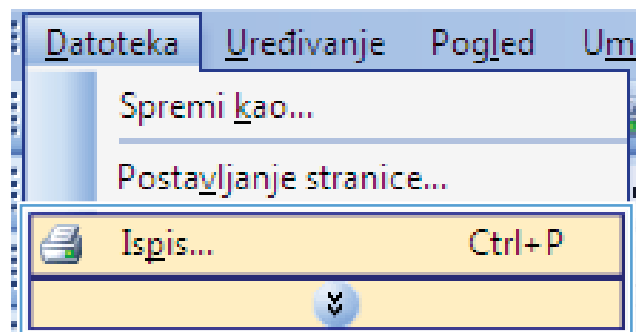 Datoteka Uređivanje Pogled Um
Spremi kao...
Postavljanje stranice...
Ispis... Ctrl+P